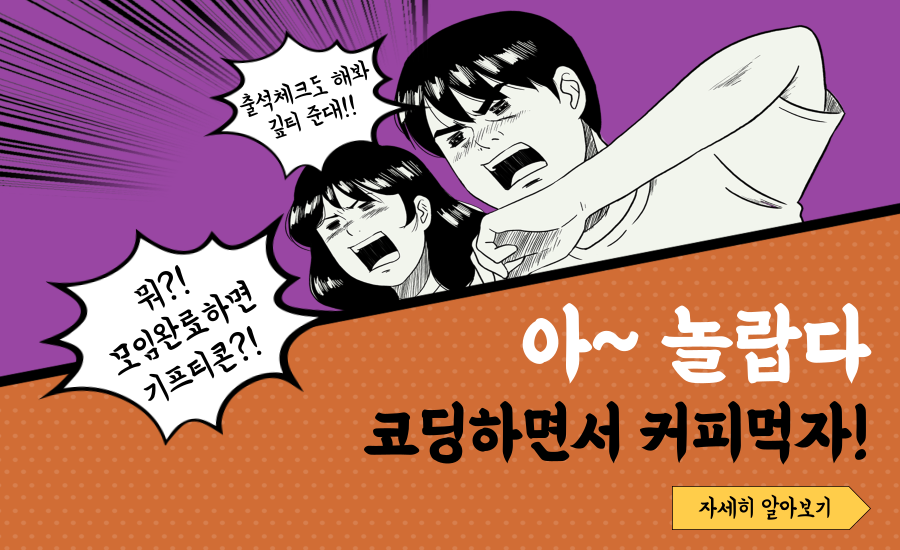 출석체크도 해봐
깊티 준대!!
뭐?!
모임완료하면
기프티콘?!
아~ 놀랍다
코딩하면서 커피먹자!
자세히 알아보기